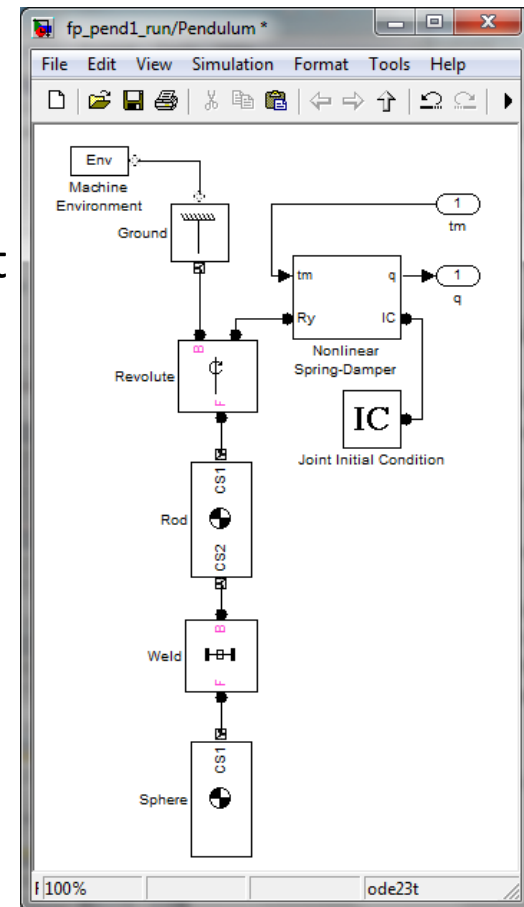 fp_pend1_run/Pendulum *
File Edit View Simulation Format Tools Help
t
Env
Machine
Environment
Ground
1
tm
tm
q
1
q
Ry
IC
Nonlinear
Spring-Damper
B
Revolute
F
IC
Joint Initial Condition
CS1
Rod
CS2
B
Weld
F
CS1
Sphere
100%
ode23t